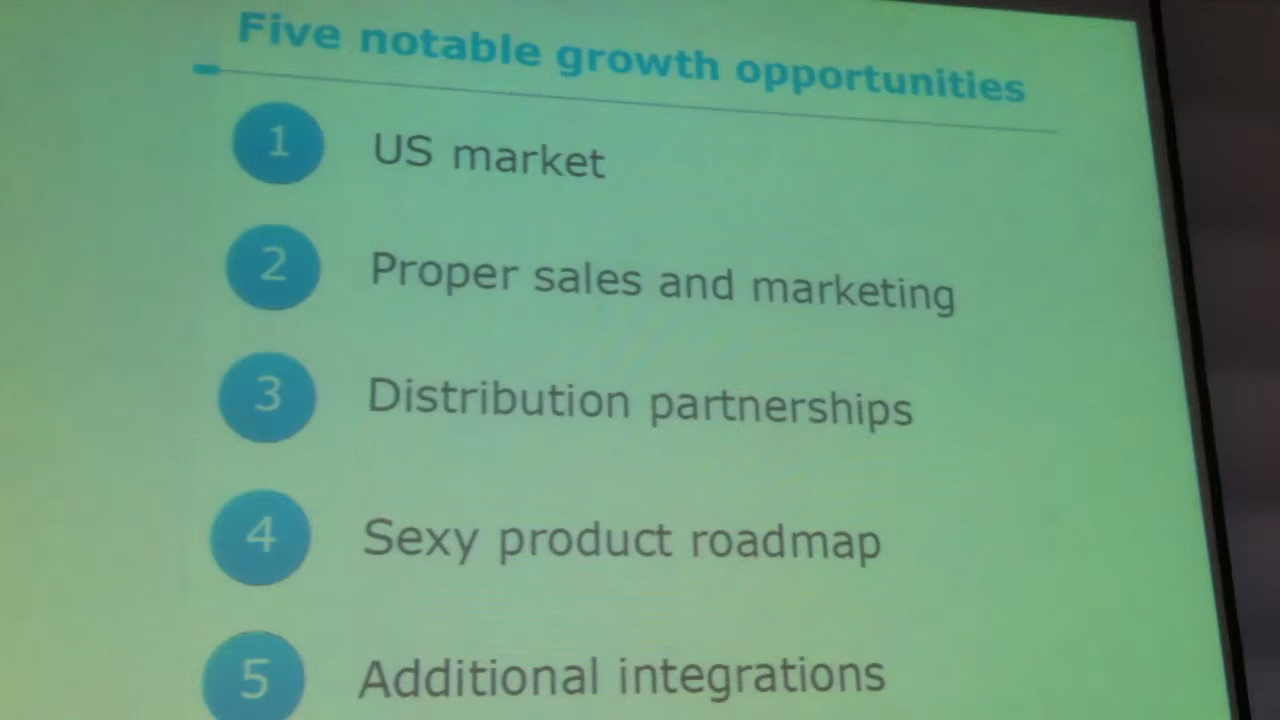 Five notable growth opportunities
1 US market
2 Proper sales and marketing
3 Distribution partnerships
4 Sexy product roadmap
5 Additional integrations